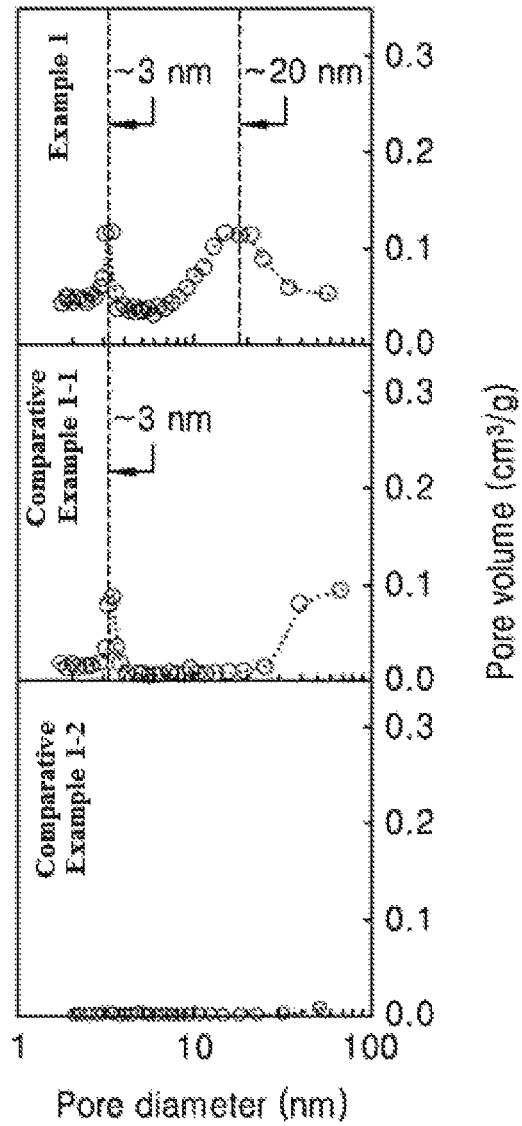 Example 1
~3 nm
~20 nm
0.3
0.2
0.1
0.0
Comparative
Example 1-1
~3 nm
0.3
0.2
0.1
0.0
Comparative
Example 1-2
0.3
0.2
0.1
0.0
1
10
100
Pore diameter (nm)
Pore volume (cm³/g)